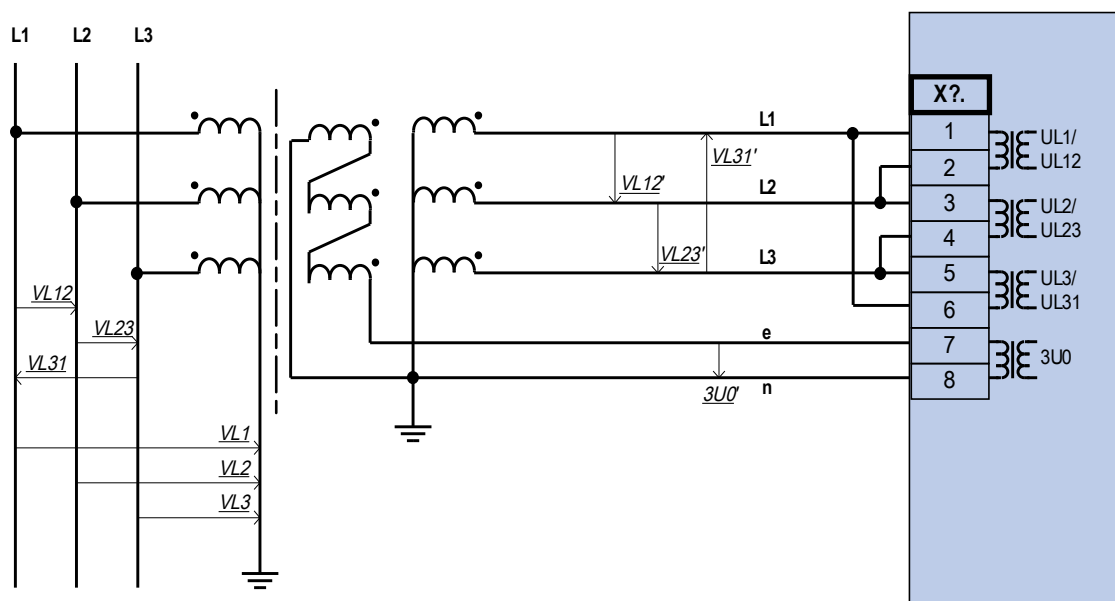 L1 L2 L3
X?.
L1 1 UL1/
VL31' 2 UL12
VL12'
L2 3 UL2/
4 UL23
VL23'
L3 5 UL3/
6 UL31
VL12
VL23 e 7
3U0
VL31 8
3U0' n
VL1
VL2
VL3